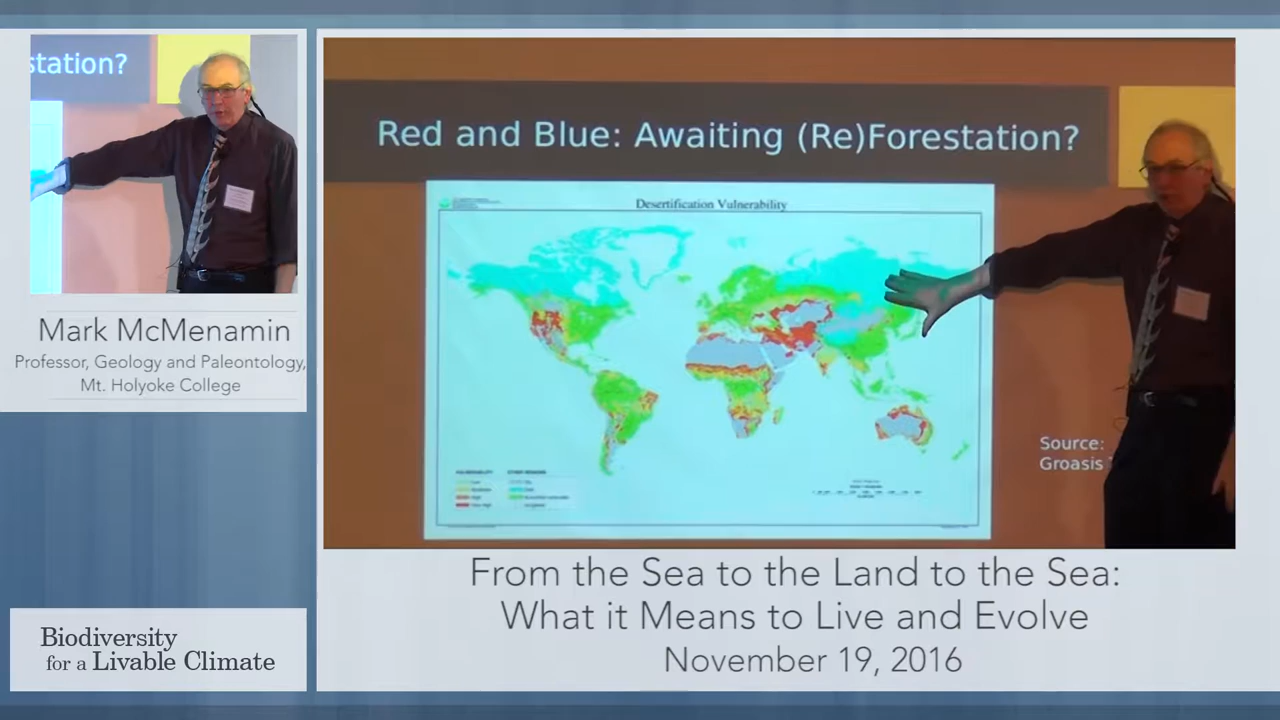 station?
Mark McMenamin
Professor, Geology and Paleontology,
Mt. Holyoke College
Biodiversity
for a Livable Climate
Red and Blue: Awaiting (Re)Forestation?
Desertification Vulnerability
Source:
Groasis
From the Sea to the Land to the Sea:
What it Means to Live and Evolve
November 19, 2016